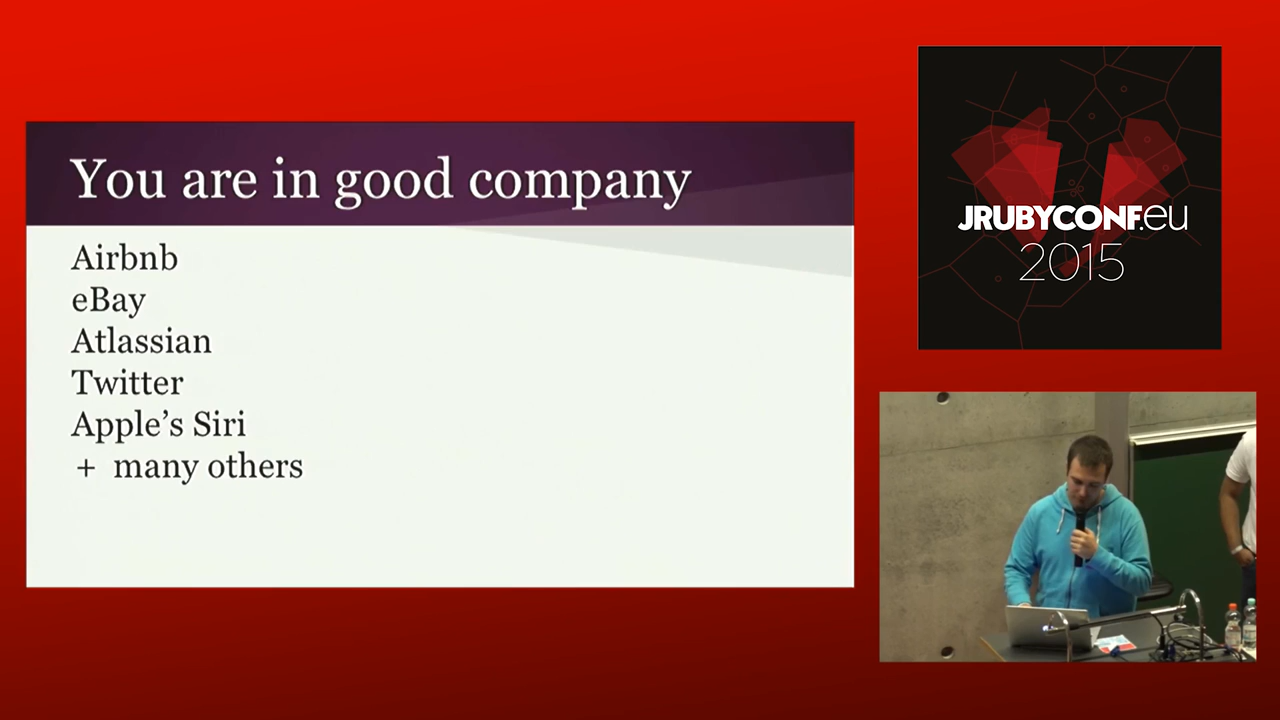 You are in good company
Airbnb
eBay
Atlassian
Twitter
Apple’s Siri
+ many others
JRUBYCONF.eu
2015